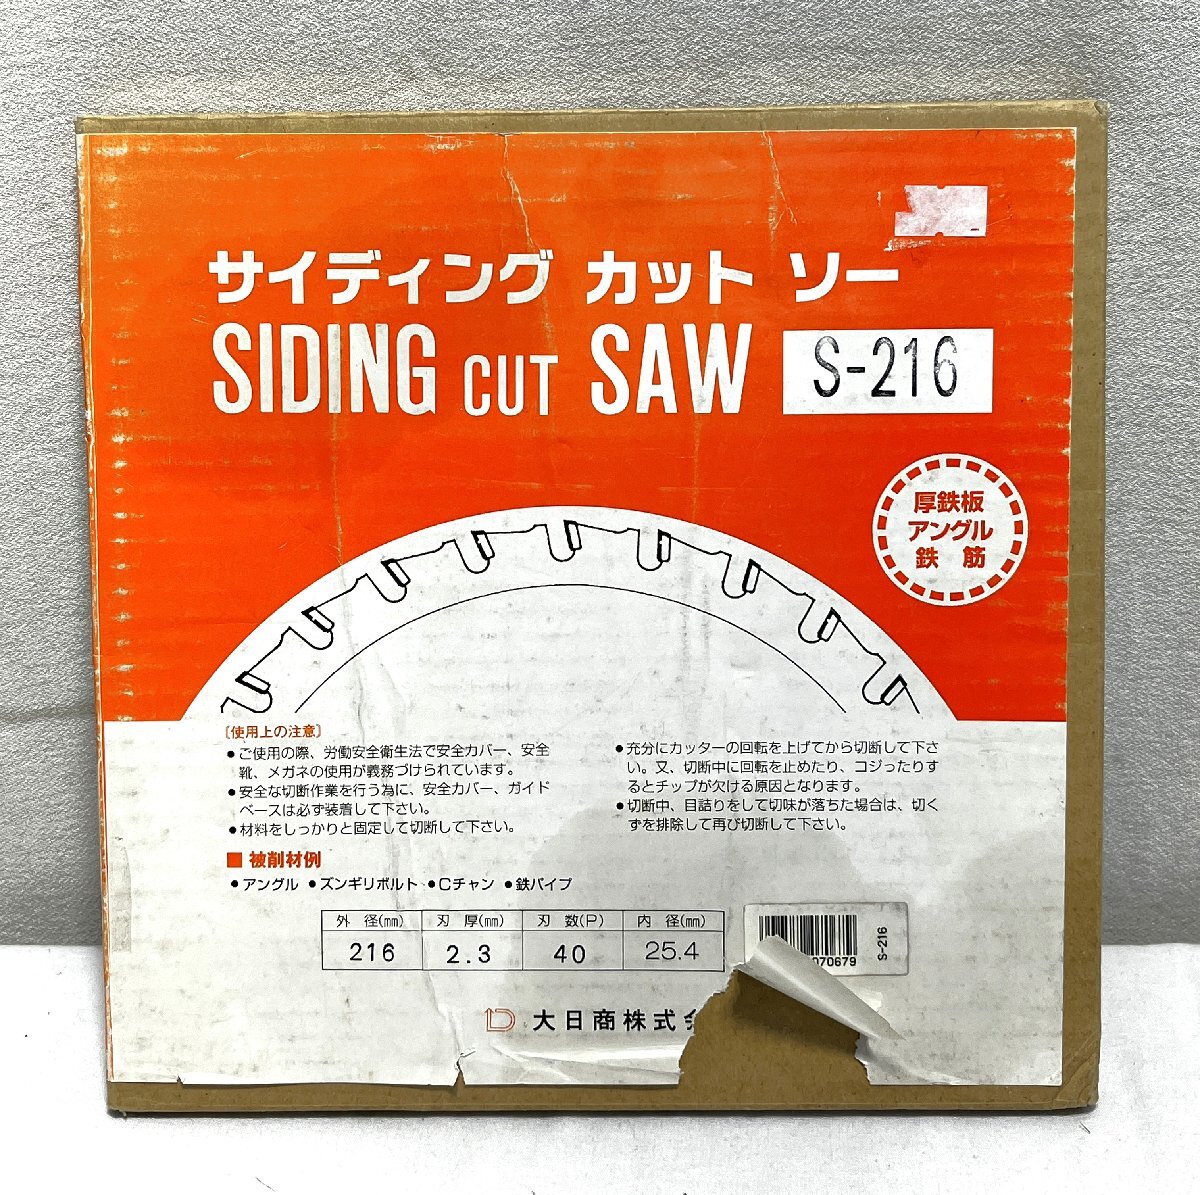 サイディング カット ソー
SIDING CUT SAW S-216
厚鉄板
アングル
鉄筋
〔使用上の注意〕
●ご使用の際、労働安全衛生法で安全カバー、安全
靴、メガネの使用が義務づけられています。
●安全な切断作業を行う為に、安全カバー、ガイド
ベースは必ず装着して下さい。
●材料をしっかりと固定して切断して下さい。
●充分にカッターの回転を上げてから切断して下さ
い。又、切断中に回転を止めたり、コジったりす
るとチップが欠ける原因となります。
●切断中、目詰りをして切味が落ちた場合は、切く
ずを排除して再び切断して下さい。
■ 被削材例
●アングル ●ズンギリボルト ●Cチャン ●鉄パイプ
外 径(mm) 刃 厚(mm) 刃 数(P) 内 径(mm)
216 2.3 40 25.4
070679
S-216
大日商株式